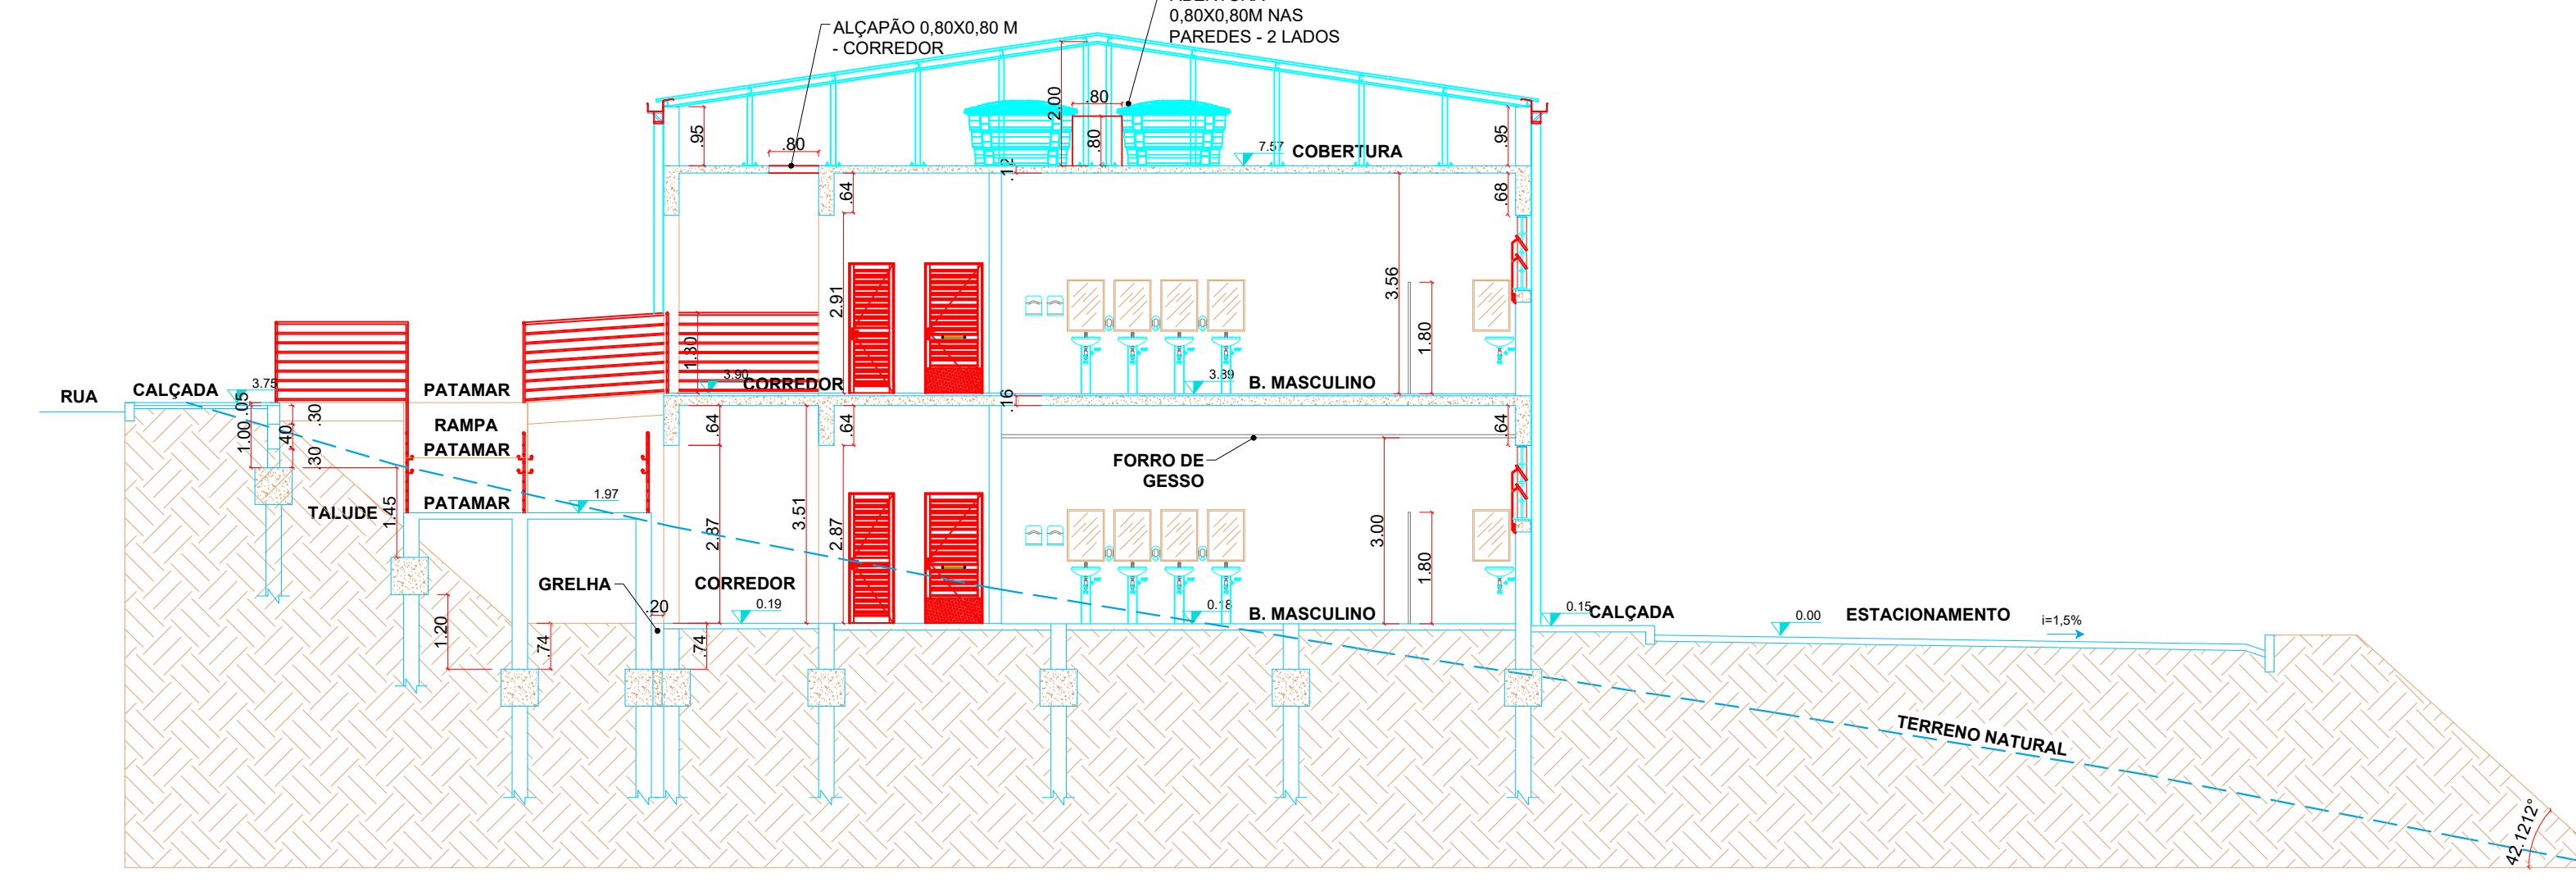 0,80X0,80M NAS
PAREDES - 2 LADOS
ALÇAPÃO 0,80X0,80 M
- CORREDOR
2.00
.80
.80
.95
.80
.95
7.57
COBERTURA
.12
.64
.68
2.91
3.56
1.80
1.30
3.90
CORREDOR
3.89
B. MASCULINO
RUA
CALÇADA
3.75
PATAMAR
RAMPA
PATAMAR
PATAMAR
1.97
.05
1.00
.30
.40
.30
TALUDE
1.45
1.20
.16
.64
.64
.64
2.87
3.51
2.87
FORRO DE
GESSO
3.00
1.80
GRELHA
.20
CORREDOR
0.19
0.18
B. MASCULINO
.74
.74
0.15
CALÇADA
0.00
ESTACIONAMENTO
i=1,5%
TERRENO NATURAL
42.1212°